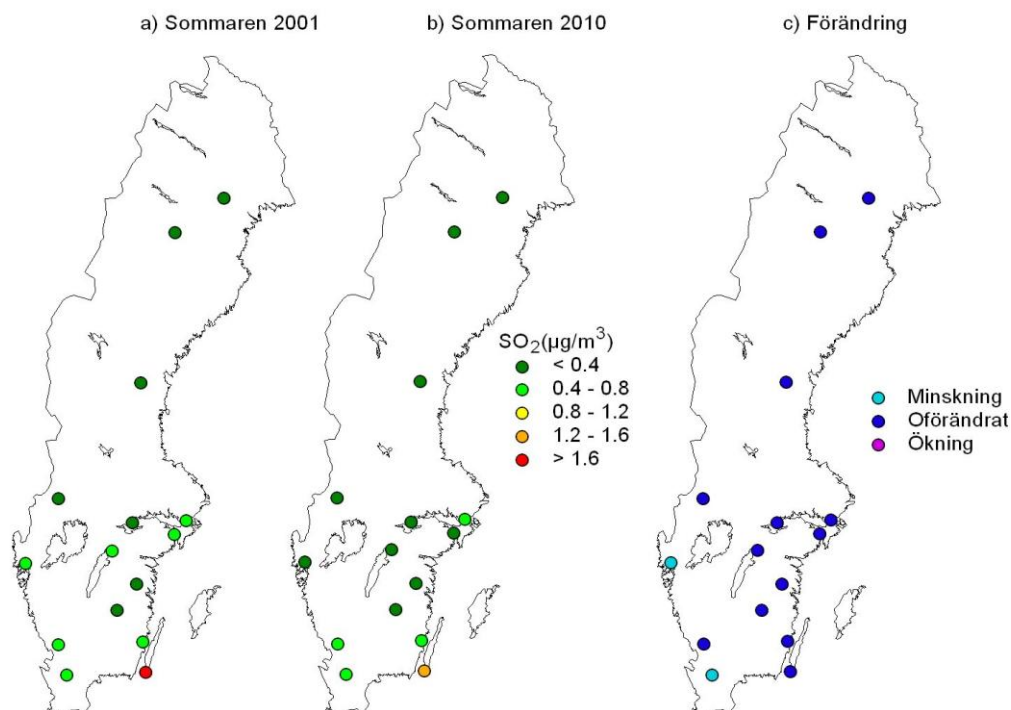 a) Sommaren 2001 b) Sommaren 2010 c) Förändring
SO₂(µg/m³)
< 0.4
0.4 - 0.8
0.8 - 1.2
1.2 - 1.6
> 1.6
Minskning
Oförändrat
Ökning